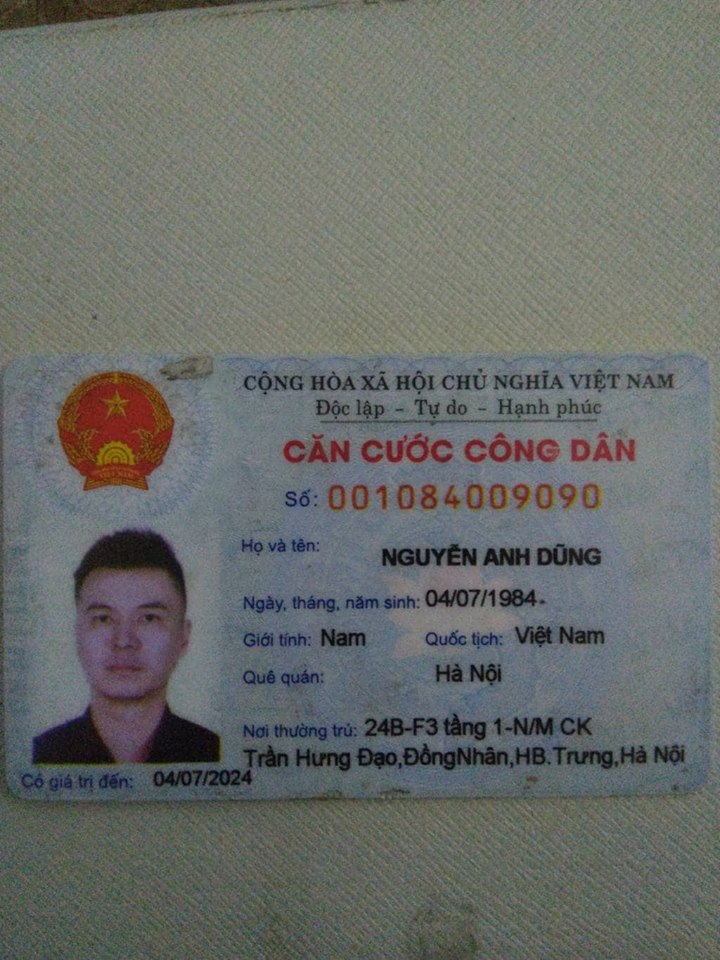 CỘNG HÒA XÃ HỘI CHỦ NGHĨA VIỆT NAM
Độc lập - Tự do - Hạnh phúc
CĂN CƯỚC CÔNG DÂN
Số: 001084009090
Họ và tên: NGUYỄN ANH DŨNG
Ngày, tháng, năm sinh: 04/07/1984
Giới tính: Nam Quốc tịch: Việt Nam
Quê quán: Hà Nội
Nơi thường trú: 24B-F3 tầng 1-N/M CK
Trần Hưng Đạo,ĐồngNhân,HB.Trưng,Hà Nội
Có giá trị đến: 04/07/2024